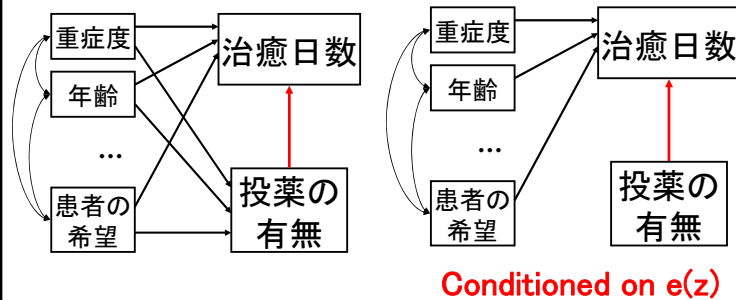 重症度
年齢
…
患者の
希望
治癒日数
投薬の
有無
重症度
年齢
…
患者の
希望
治癒日数
投薬の
有無
Conditioned on e(z)